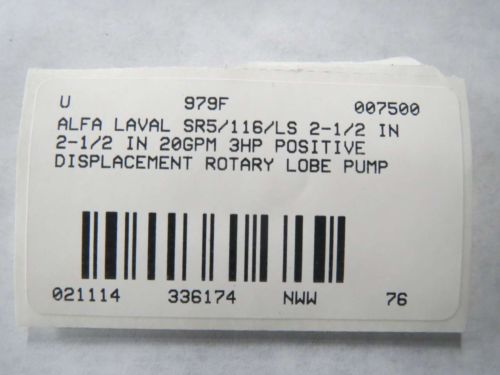 U 979F 007500
ALFA LAVAL SR5/116/LS 2-1/2 IN
2-1/2 IN 20GPM 3HP POSITIVE
DISPLACEMENT ROTARY LOBE PUMP
021114 336174 NWW 76